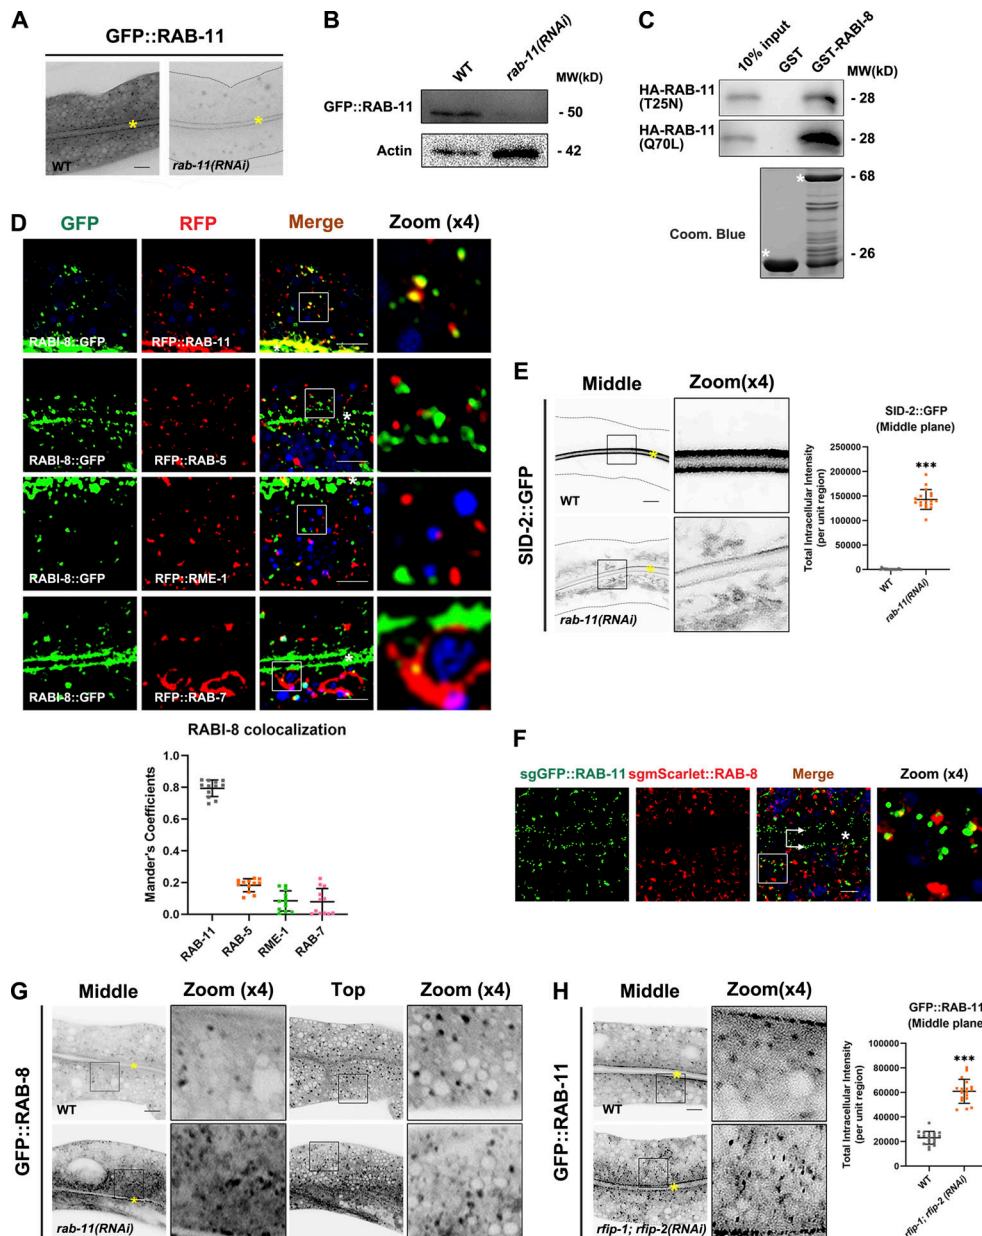 A
GFP::RAB-11
WT
rab-11(RNAi)
B
WT
rab-11(RNAi)
MW(kD)
GFP::RAB-11
- 50
Actin
- 42
C
10% input
GST
GST-RABI-8
MW(kD)
HA-RAB-11
(T25N)
- 28
HA-RAB-11
(Q70L)
- 28
- 68
Coom. Blue
- 26
D
GFP
RFP
Merge
Zoom (x4)
RABI-8::GFP
RFP::RAB-11
RABI-8::GFP
RFP::RAB-5
RABI-8::GFP
RFP::RME-1
RABI-8::GFP
RFP::RAB-7
RABI-8 colocalization
Mander's Coefficients
1.0
0.8
0.6
0.4
0.2
0.0
RAB-11
RAB-5
RME-1
RAB-7
E
Middle
Zoom(x4)
SID-2::GFP
WT
rab-11(RNAi)
SID-2::GFP
(Middle plane)
Total Intracellular Intensity
(per unit region)
250000
200000
150000
100000
50000
0
***
WT
rab-11(RNAi)
F
sgGFP::RAB-11
sgmScarlet::RAB-8
Merge
Zoom (x4)
G
Middle
Zoom (x4)
Top
Zoom (x4)
GFP::RAB-8
WT
rab-11(RNAi)
H
Middle
Zoom(x4)
GFP::RAB-11
WT
rfip-1; rfip-2(RNAi)
GFP::RAB-11
(Middle plane)
Total Intracellular Intensity
(per unit region)
100000
80000
60000
40000
20000
0
***
WT
rfip-1; rfip-2 (RNAi)